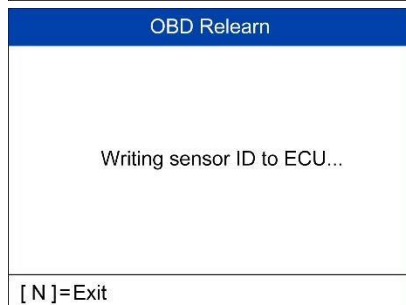 OBD Relearn
Writing sensor ID to ECU...
[ N ]=Exit